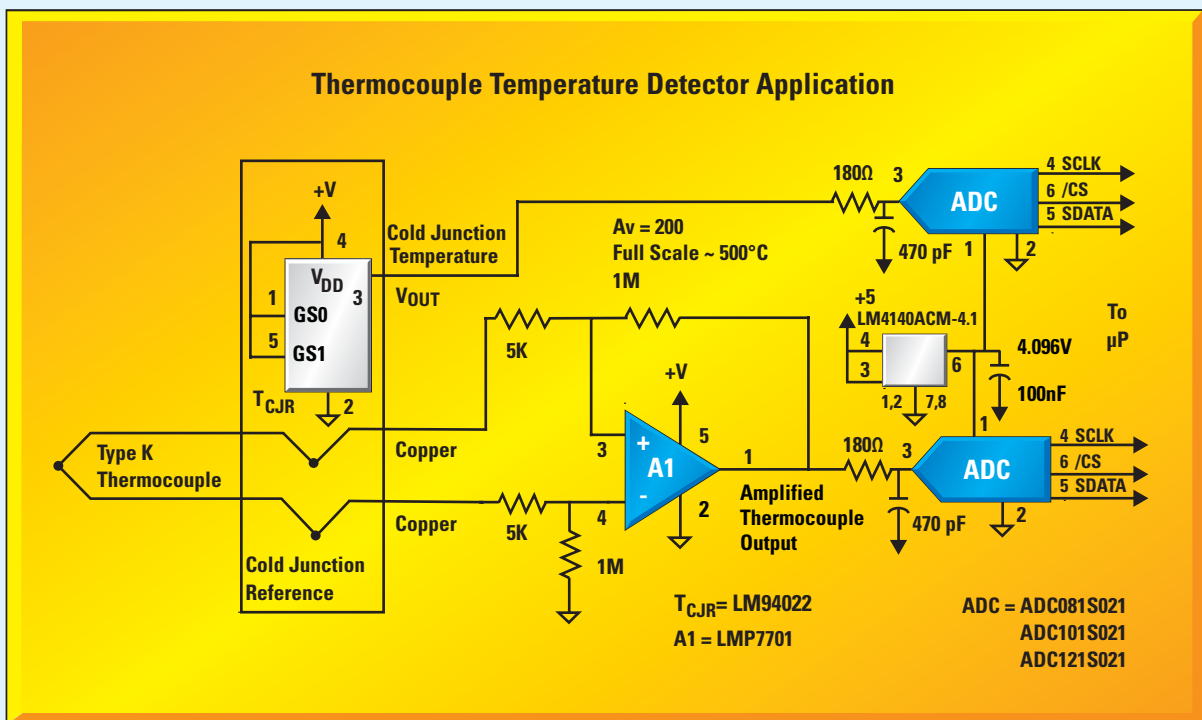 Thermocouple Temperature Detector Application
+V
4
VDD
1
3
GS0
5
GS1
TCJR
2
Cold Junction
Temperature
VOUT
Av = 200
Full Scale ~ 500°C
1M
5K
Type K
Thermocouple
Copper
Copper
Cold Junction
Reference
5K
1M
+V
+
3
5
A1
-
4
2
1
Amplified
Thermocouple
Output
180Ω
3
470 pF
ADC
4 SCLK
6 /CS
5 SDATA
1
2
+5
LM4140ACM-4.1
4
3
6
1,2
7,8
4.096V
100nF
To
µP
180Ω
3
470 pF
1
ADC
4 SCLK
6 /CS
5 SDATA
2
TCJR= LM94022
A1 = LMP7701
ADC = ADC081S021
ADC101S021
ADC121S021